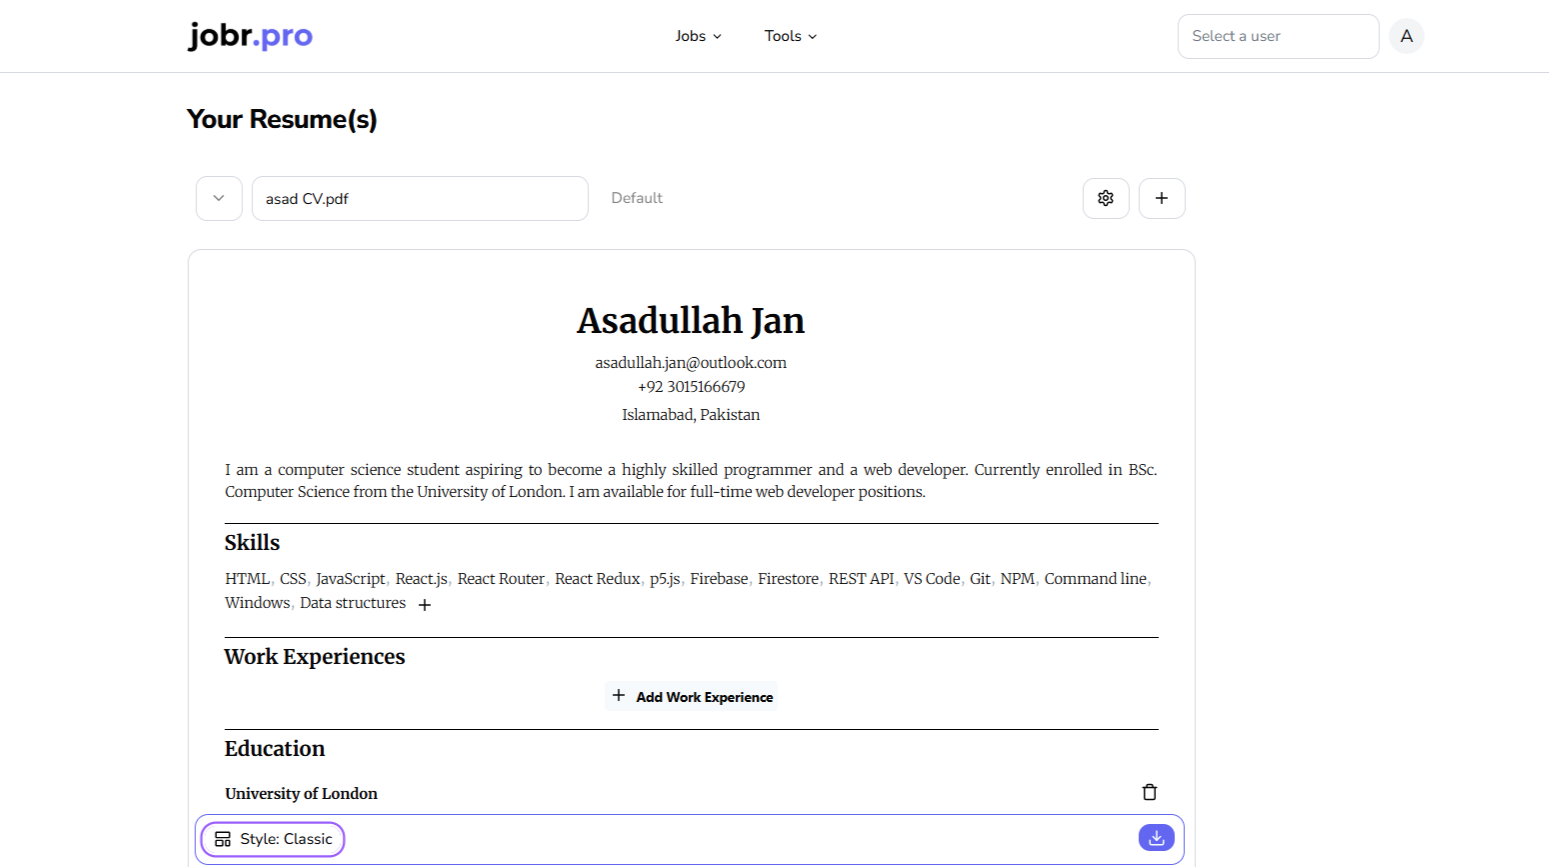 jobr.pro
Jobs
Tools
Select a user
A
Your Resume(s)
asad CV.pdf
Default
Asadullah Jan
asadullah.jan@outlook.com
+92 3015166679
Islamabad, Pakistan
I am a computer science student aspiring to become a highly skilled programmer and a web developer. Currently enrolled in BSc.
Computer Science from the University of London. I am available for full-time web developer positions.
Skills
HTML, CSS, JavaScript, React.js, React Router, React Redux, p5.js, Firebase, Firestore, REST API, VS Code, Git, NPM, Command line,
Windows, Data structures +
Work Experiences
+ Add Work Experience
Education
University of London
Style: Classic